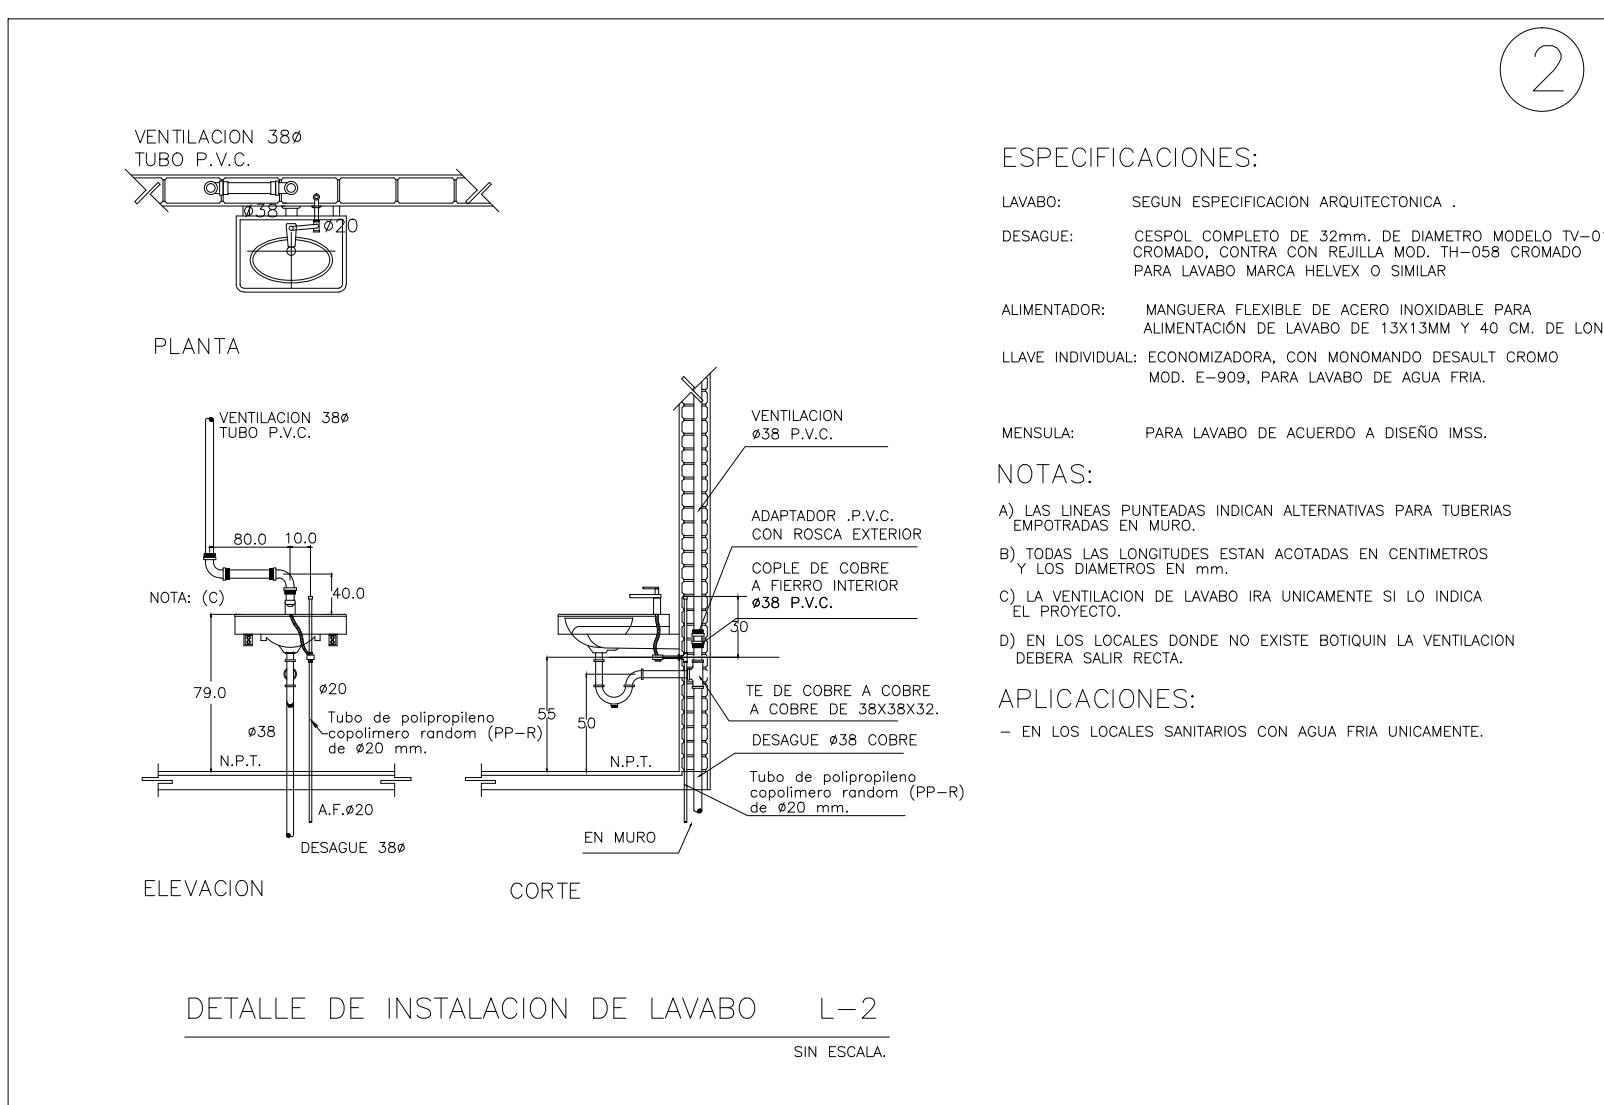 2
VENTILACION 38ø
TUBO P.V.C.
ø38
ø20
PLANTA
VENTILACION 38ø
TUBO P.V.C.
80.0 10.0
NOTA: (C)
40.0
79.0
ø20
ø38
Tubo de polipropileno
copolimero random (PP-R)
de ø20 mm.
N.P.T.
A.F.ø20
DESAGUE 38ø
ELEVACION
VENTILACION
ø38 P.V.C.
ADAPTADOR .P.V.C.
CON ROSCA EXTERIOR
COPLE DE COBRE
A FIERRO INTERIOR
ø38 P.V.C.
30
TE DE COBRE A COBRE
A COBRE DE 38X38X32.
55
50
DESAGUE ø38 COBRE
N.P.T.
Tubo de polipropileno
copolimero random (PP-R)
de ø20 mm.
EN MURO
CORTE
ESPECIFICACIONES:
LAVABO: SEGUN ESPECIFICACION ARQUITECTONICA .
DESAGUE: CESPOL COMPLETO DE 32mm. DE DIAMETRO MODELO
CROMADO, CONTRA CON REJILLA MOD. TH-058 CROMADO
PARA LAVABO MARCA HELVEX O SIMILAR
ALIMENTADOR: MANGUERA FLEXIBLE DE ACERO INOXIDABLE PARA
ALIMENTACIÓN DE LAVABO DE 13X13MM Y 40 CM. DE LON
LLAVE INDIVIDUAL: ECONOMIZADORA, CON MONOMANDO DESAULT CROMO
MOD. E-909, PARA LAVABO DE AGUA FRIA.
MENSULA: PARA LAVABO DE ACUERDO A DISEÑO IMSS.
NOTAS:
A) LAS LINEAS PUNTEADAS INDICAN ALTERNATIVAS PARA TUBERIAS
EMPOTRADAS EN MURO.
B) TODAS LAS LONGITUDES ESTAN ACOTADAS EN CENTIMETROS
Y LOS DIAMETROS EN mm.
C) LA VENTILACION DE LAVABO IRA UNICAMENTE SI LO INDICA
EL PROYECTO.
D) EN LOS LOCALES DONDE NO EXISTE BOTIQUIN LA VENTILACION
DEBERA SALIR RECTA.
APLICACIONES:
- EN LOS LOCALES SANITARIOS CON AGUA FRIA UNICAMENTE.
DETALLE DE INSTALACION DE LAVABO L-2
SIN ESCALA.